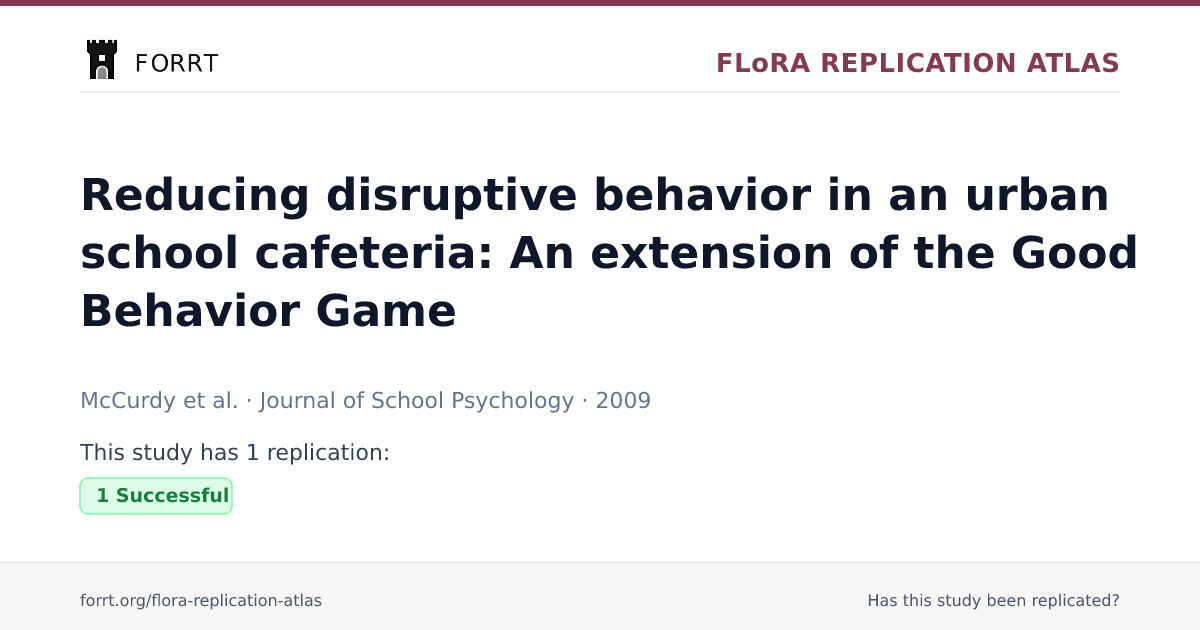 FORRT
FLoRA REPLICATION ATLAS
Reducing disruptive behavior in an urban
school cafeteria: An extension of the Good
Behavior Game
McCurdy et al. · Journal of School Psychology · 2009
This study has 1 replication:
1 Successful
forrt.org/flora-replication-atlas
Has this study been replicated?